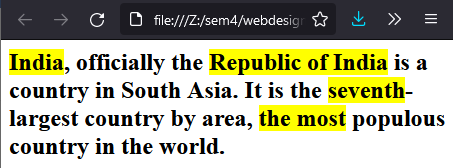 file:///Z:/sem4/webdesign
India, officially the Republic of India is a
country in South Asia. It is the seventh-
largest country by area, the most populous
country in the world.